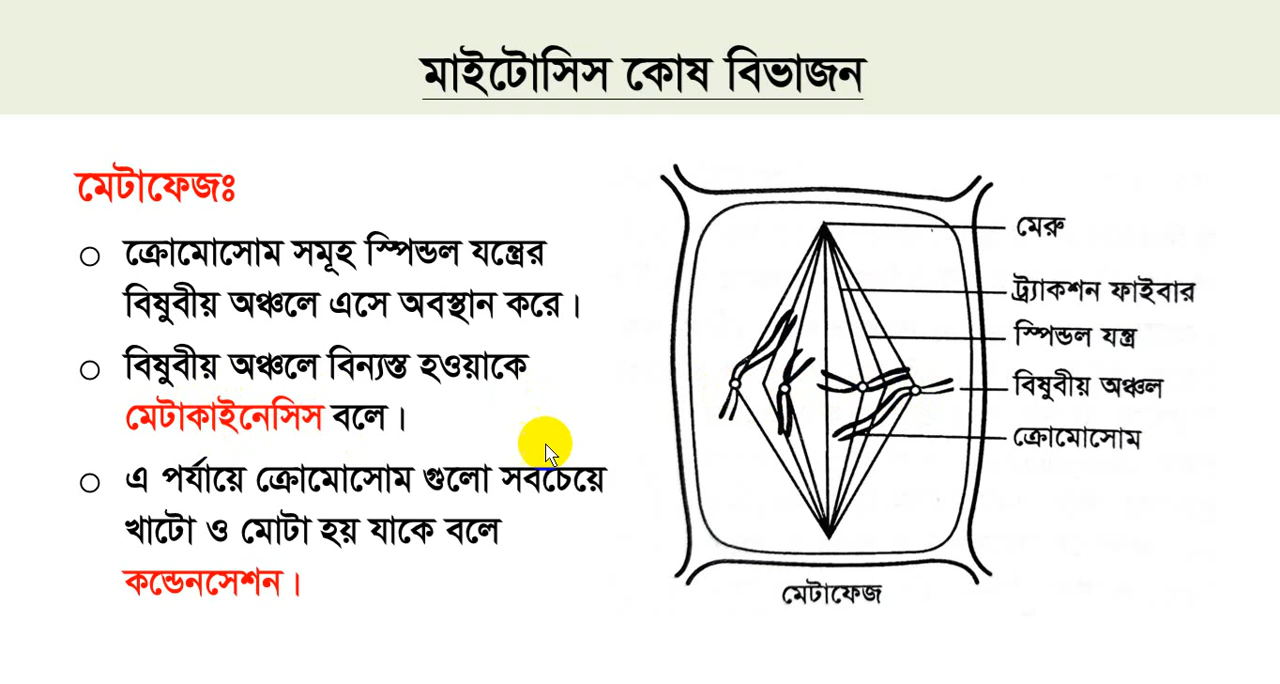 মাইটোসিস কোষ বিভাজন
মেটাফেজঃ
ক্রোমোসোম সমূহ স্পিন্ডল যন্ত্রের
বিষুবীয় অঞ্চলে এসে অবস্থান করে।
বিষুবীয় অঞ্চলে বিন্যস্ত হওয়াকে
মেটাকাইনেসিস বলে।
এ পর্যায়ে ক্রোমোসোম গুলো সবচেয়ে
খাটো ও মোটা হয় যাকে বলে
কন্ডেনসেশন।
মেরু
ট্র্যাকশন ফাইবার
স্পিন্ডল যন্ত্র
বিষুবীয় অঞ্চল
ক্রোমোসোম
মেটাফেজ